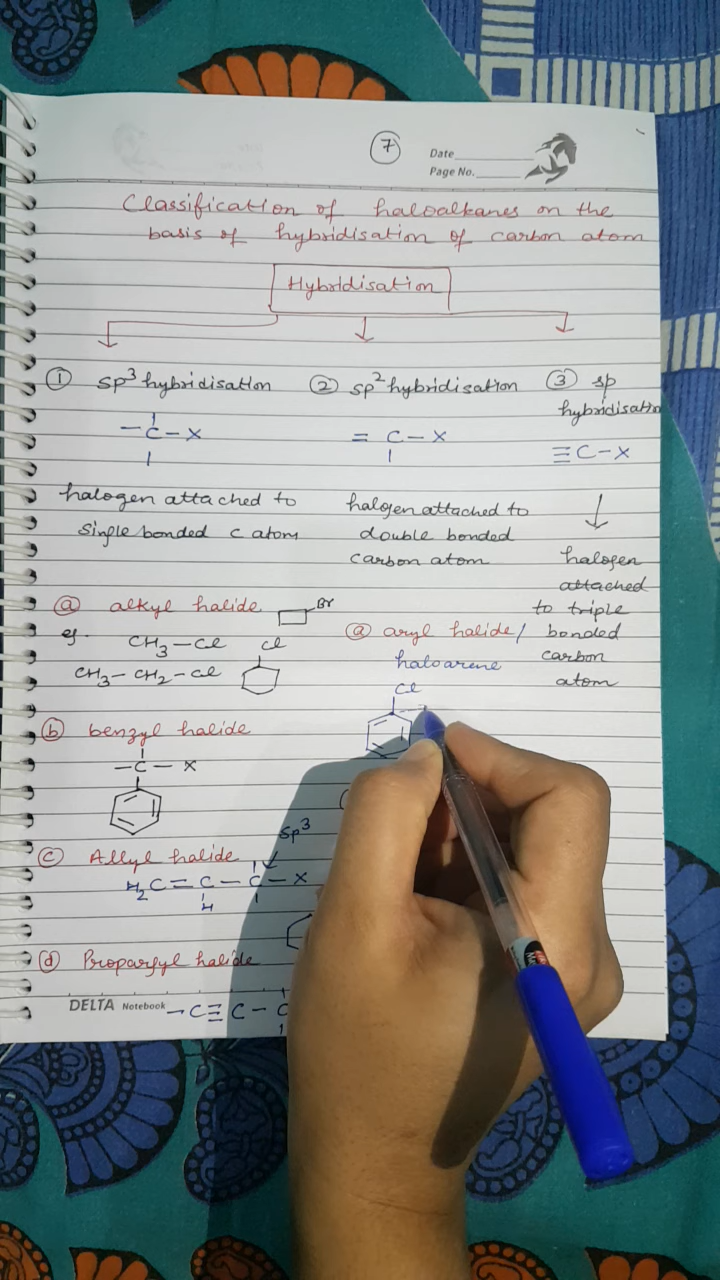 7
Date
Page No.
Classification of haloalkanes on the
basis of hybridisation of carbon atom
Hybridisation
① sp³ hybridisation
-C-X
halogen attached to
single bonded c atom
ⓐ alkyl halide
Br
eg. CH₃-Cl
Cl
CH₃-CH₂-Cl
ⓑ benzyl halide
-C-X
ⓒ Allyl halide
sp³
H₂C=C-C-X
H
ⓓ Propargyl halide
-C≡C-C
② sp² hybridisation
=C-X
halogen attached to
double bonded
carbon atom
ⓐ aryl halide/
haloarene
Cl
③ sp
hybridisation
≡C-X
halogen
attached
to triple
bonded
carbon
atom
DELTA Notebook